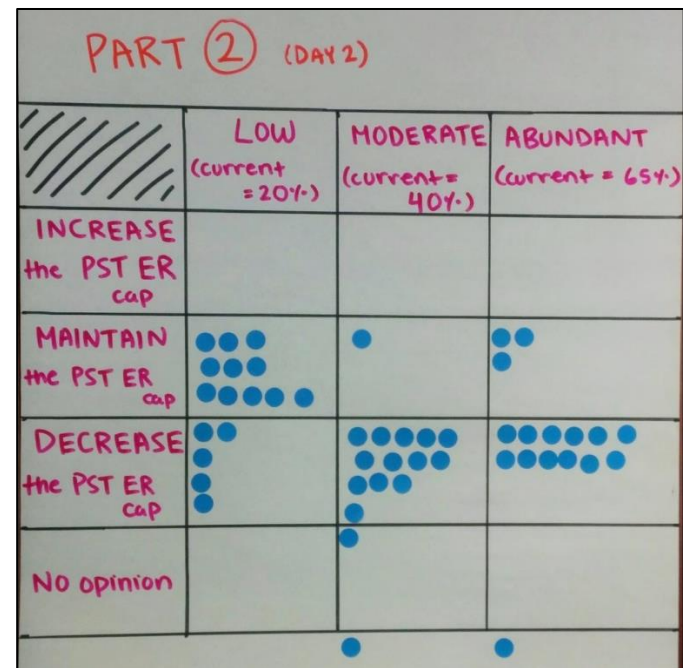 PART 2 (DAY 2)
LOW
(current
=20%)
MODERATE
(current=
40%)
ABUNDANT
(current = 65%)
INCREASE
the PST ER
cap
MAINTAIN
the PST ER
cap
DECREASE
the PST ER
cap
No opinion